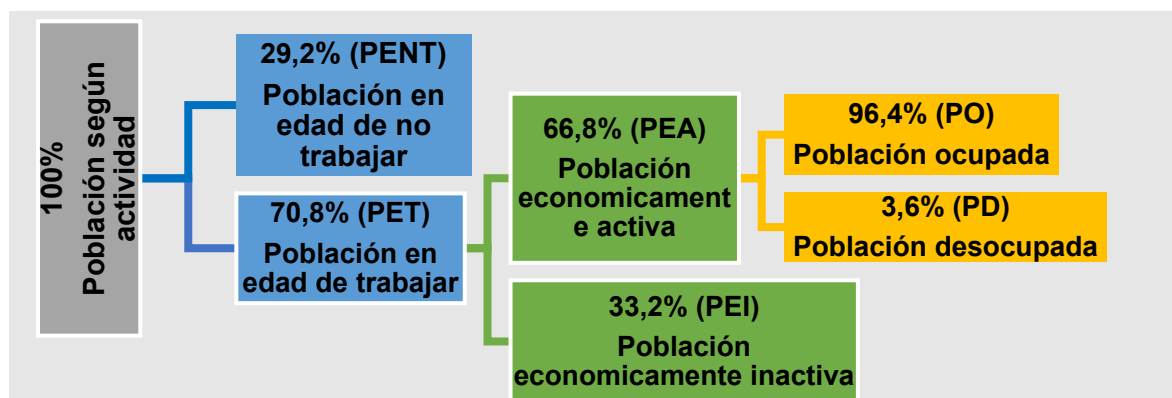 100%
Población según
actividad
29,2% (PENT)
Población en
edad de no
trabajar
70,8% (PET)
Población en
edad de trabajar
66,8% (PEA)
Población
economicament
e activa
33,2% (PEI)
Población
economicamente inactiva
96,4% (PO)
Población ocupada
3,6% (PD)
Población desocupada